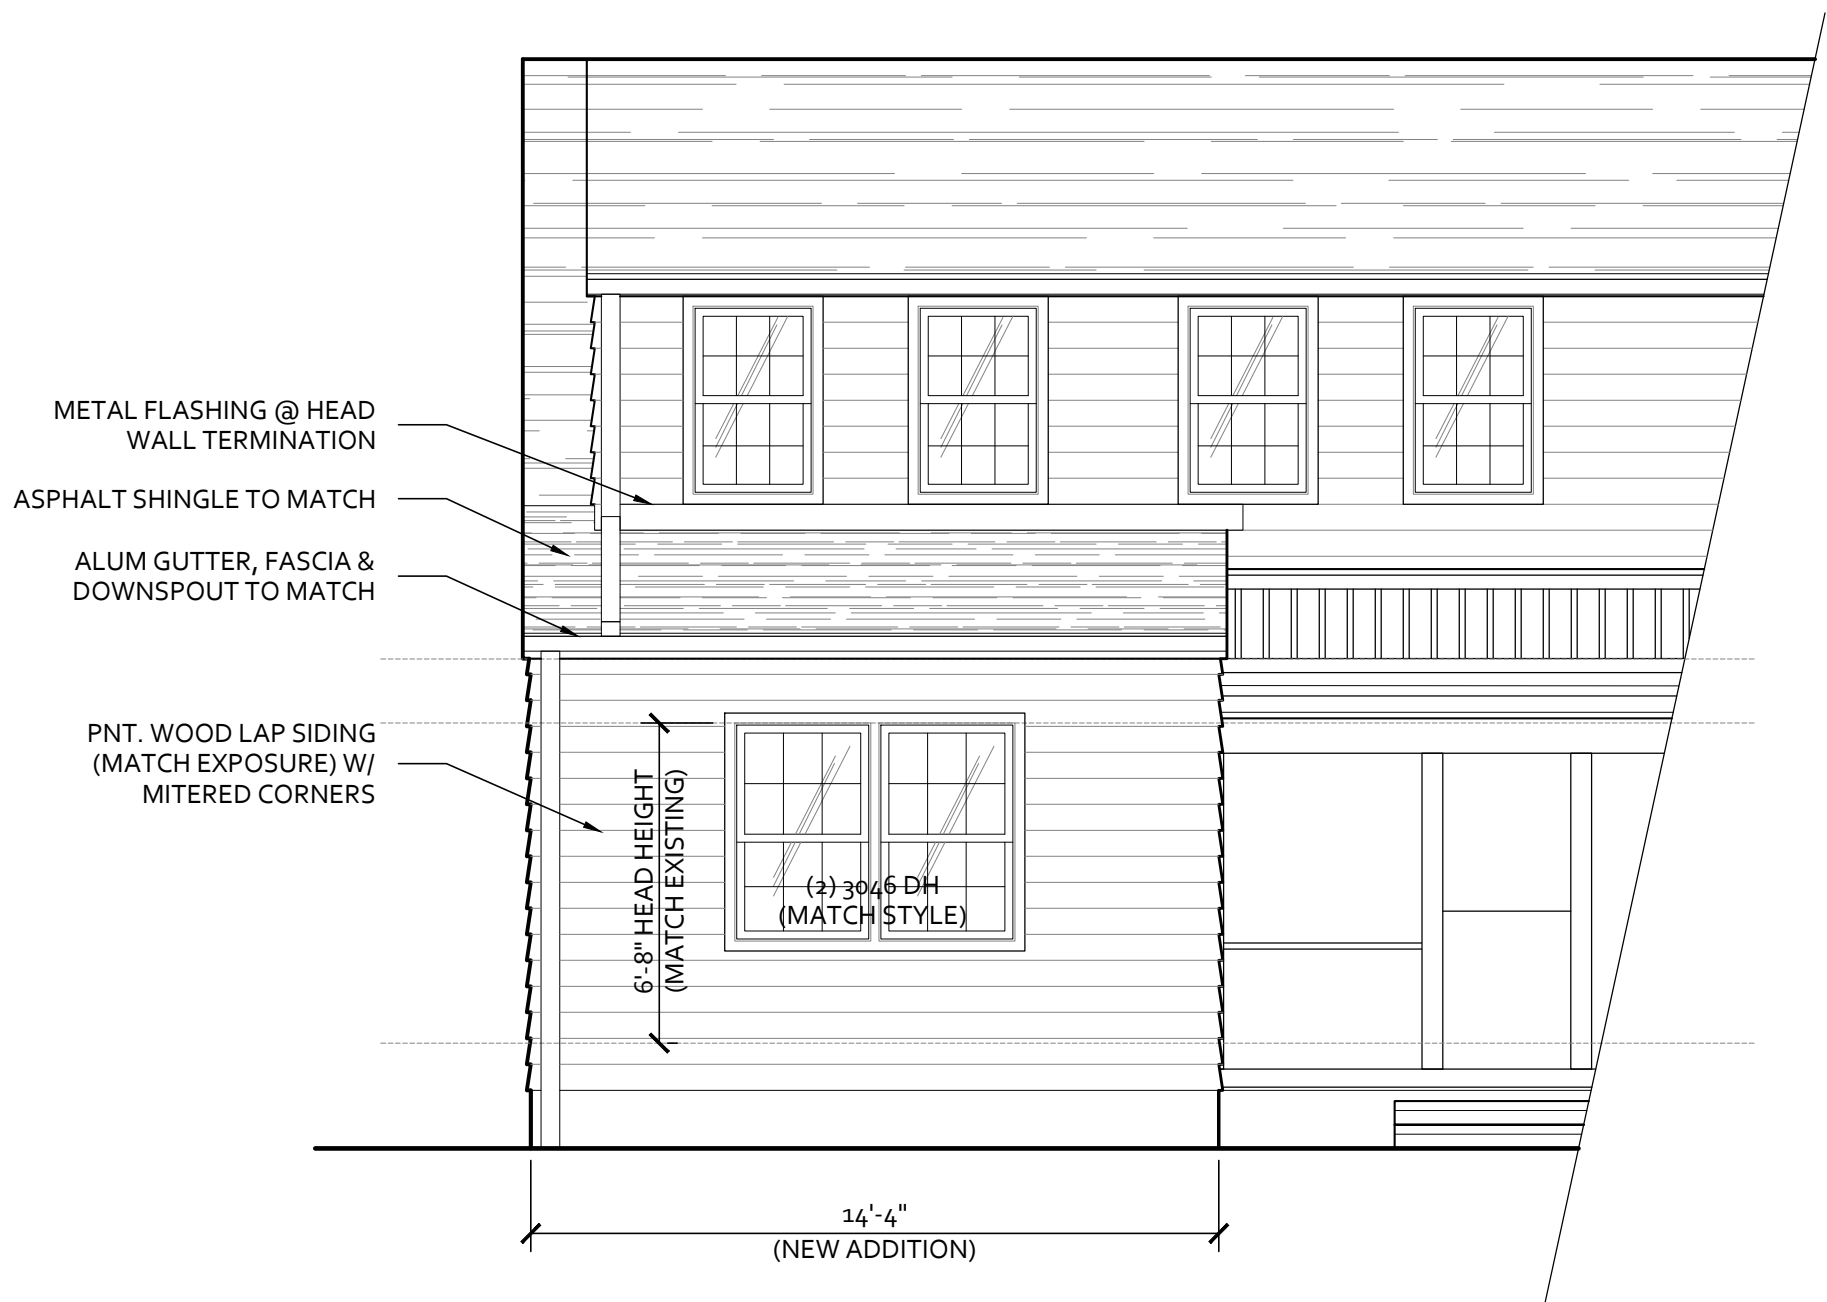 METAL FLASHING @ HEAD
WALL TERMINATION
ASPHALT SHINGLE TO MATCH
ALUM GUTTER, FASCIA &
DOWNSPOUT TO MATCH
PNT. WOOD LAP SIDING
(MATCH EXPOSURE) W/
MITERED CORNERS
6'-8" HEAD HEIGHT
(MATCH EXISTING)
(2) 3046 DH
(MATCH STYLE)
14'-4"
(NEW ADDITION)